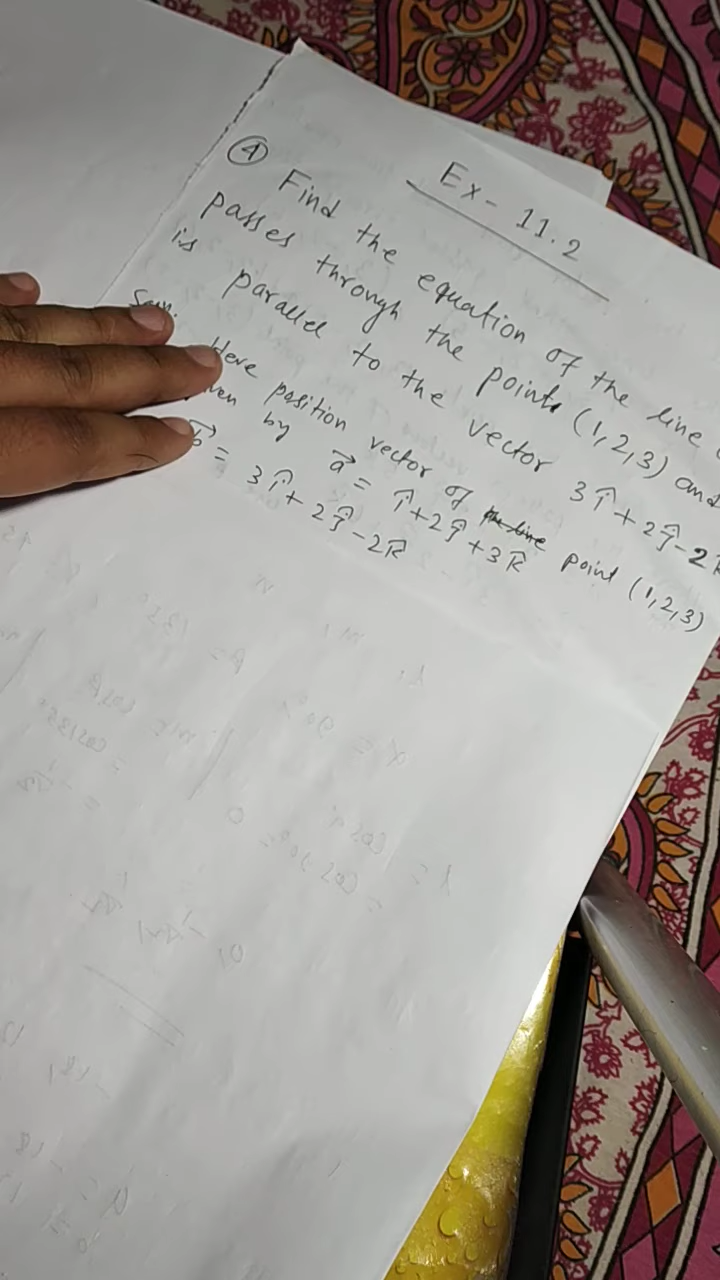 Ex- 11.2
④ Find the equation of the line
passes through the point (1,2,3) and
is parallel to the vector 3î + 2ĵ - 2k̂
Soln. Here position vector of point (1,2,3)
by a⃗ = î + 2ĵ + 3k̂
b⃗ = 3î + 2ĵ - 2k̂